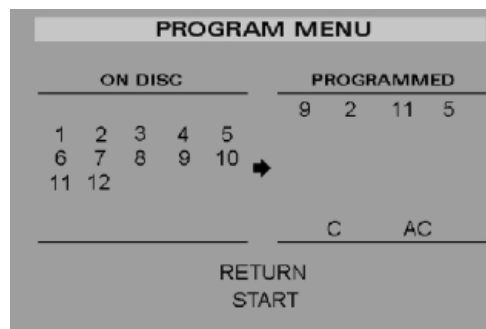 PROGRAM MENU
ON DISC
PROGRAMMED
9 2 11 5
1 2 3 4 5
6 7 8 9 10
11 12
C AC
RETURN
START